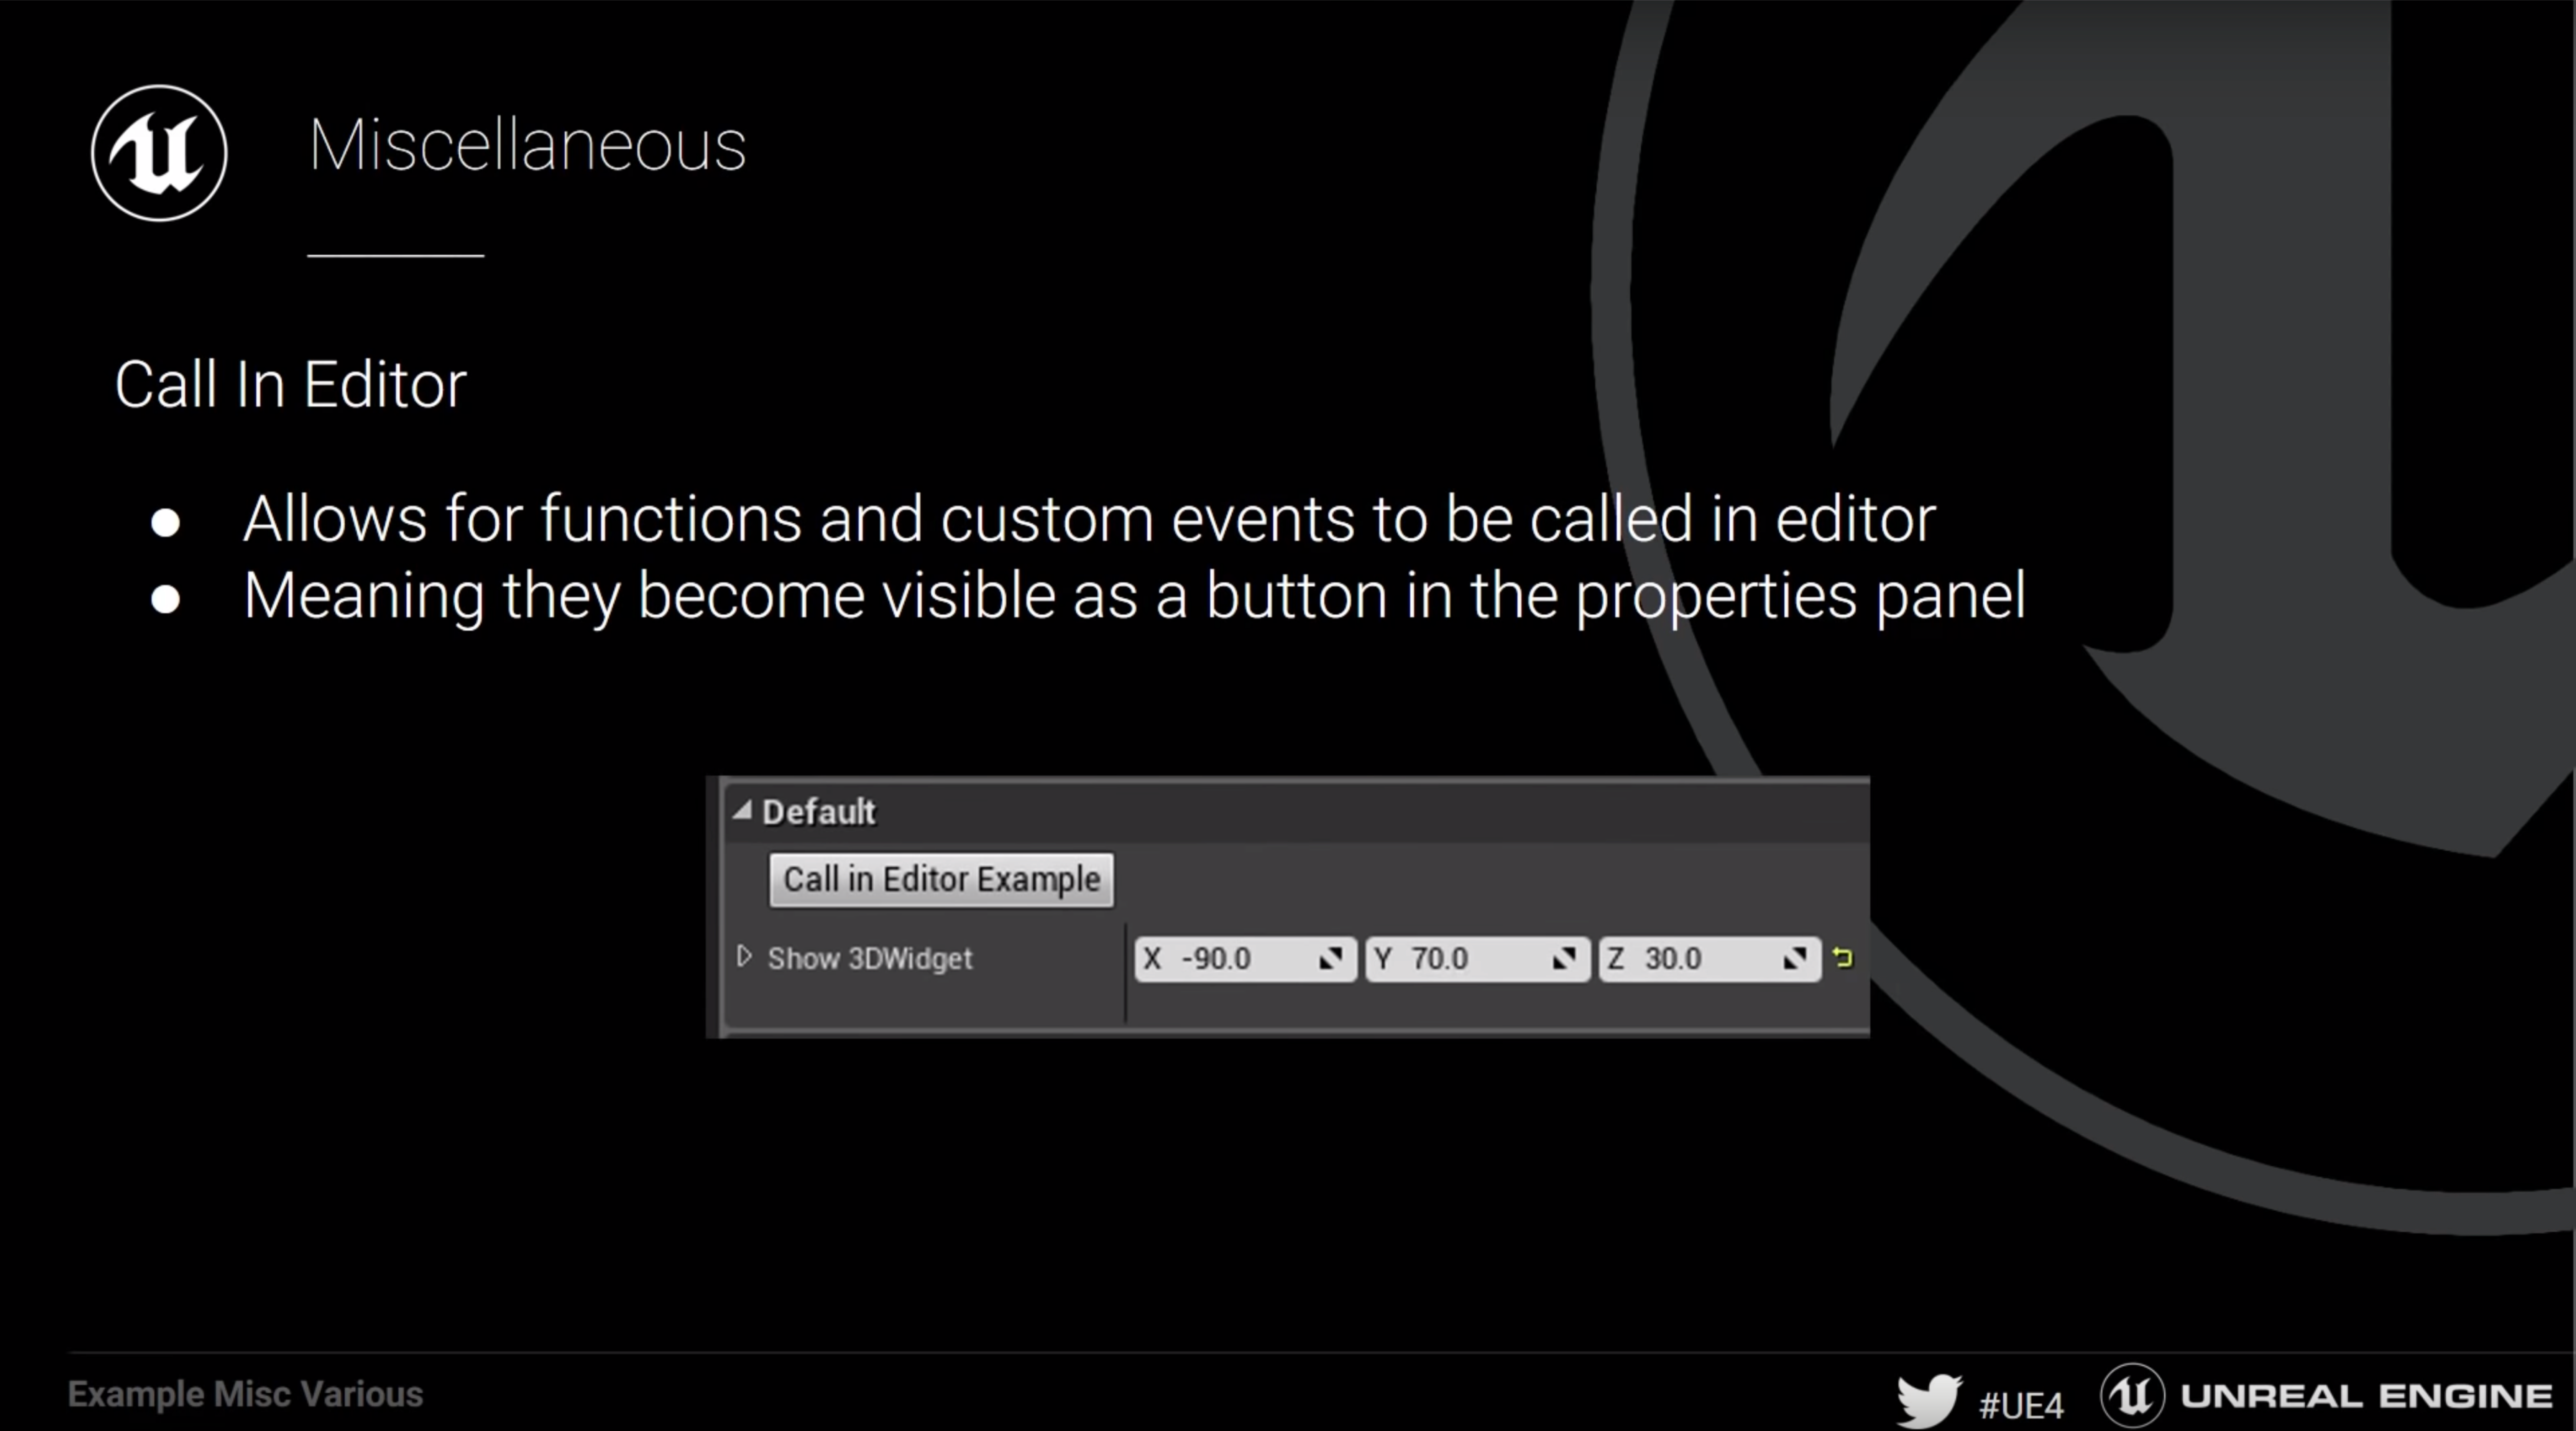 Miscellaneous
Call In Editor
● Allows for functions and custom events to be called in editor
● Meaning they become visible as a button in the properties panel
Default
Call in Editor Example
Show 3DWidget X -90.0 Y 70.0 Z 30.0
Example Misc Various
#UE4 UNREAL ENGINE